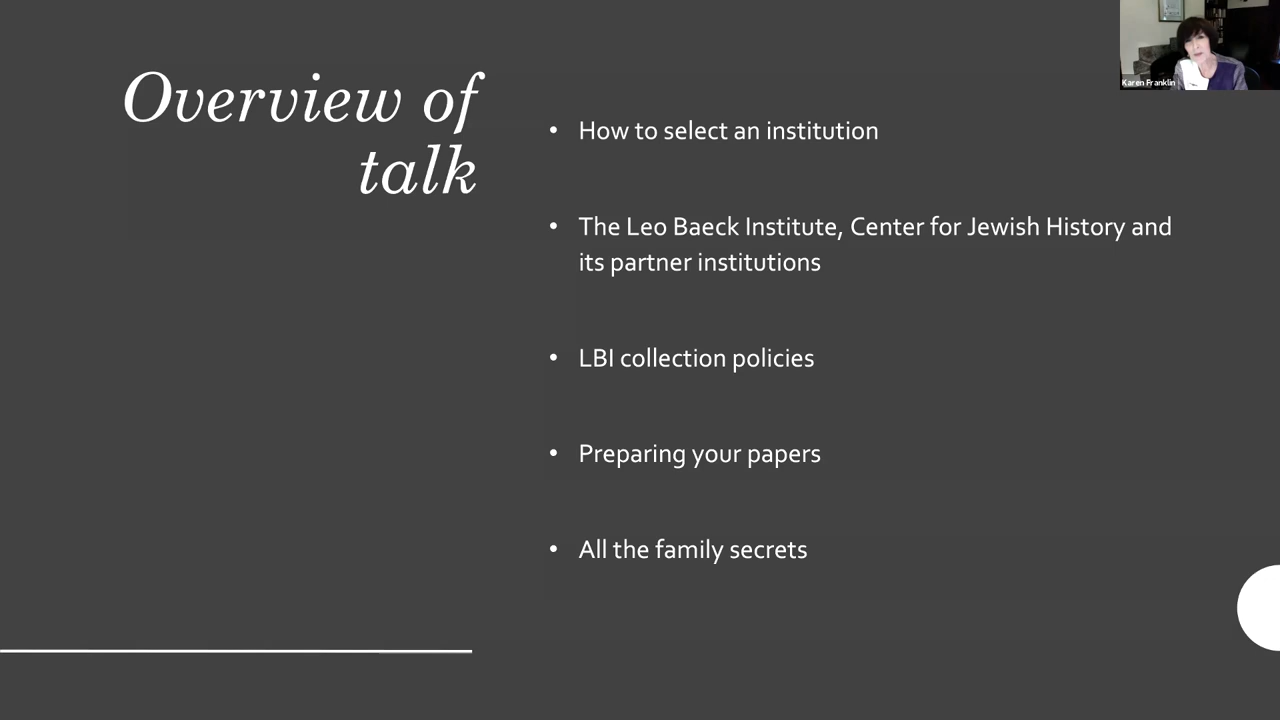 Overview of
talk
• How to select an institution
• The Leo Baeck Institute, Center for Jewish History and
its partner institutions
• LBI collection policies
• Preparing your papers
• All the family secrets
Karen Franklin